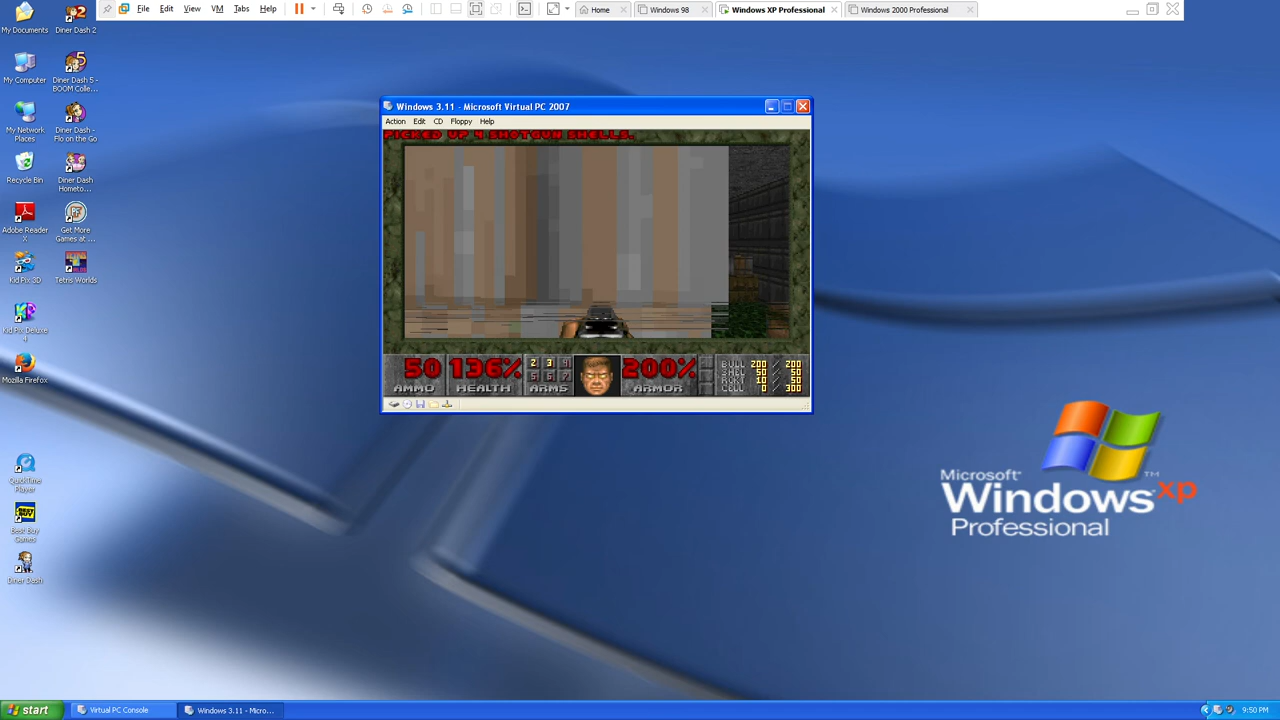 File Edit View VM Tabs Help
Home
Windows 98
Windows XP Professional
Windows 2000 Professional
My Documents
Diner Dash 2
My Computer
Diner Dash 5 - BOOM Colle...
My Network Places
Diner Dash - Flo on the Go
Recycle Bin
Diner Dash Hometo...
Adobe Reader X
Get More Games at ...
Kid Pix 3D
Tetris Worlds
Kid Pix Deluxe 4
Mozilla Firefox
QuickTime Player
Best Buy Games
Diner Dash
Windows 3.11 - Microsoft Virtual PC 2007
Action Edit CD Floppy Help
PICKED UP 4 SHOTGUN SHELLS.
50 136% 2 3 4 200% BULL 200 / 200
5 6 7 SHELL 50 / 50
RCKT 10 / 50
AMMO HEALTH ARMS ARMOR CELL 0 / 300
Microsoft
Windows xp
TM
Professional
start
Virtual PC Console
Windows 3.11 - Micro...
9:50 PM